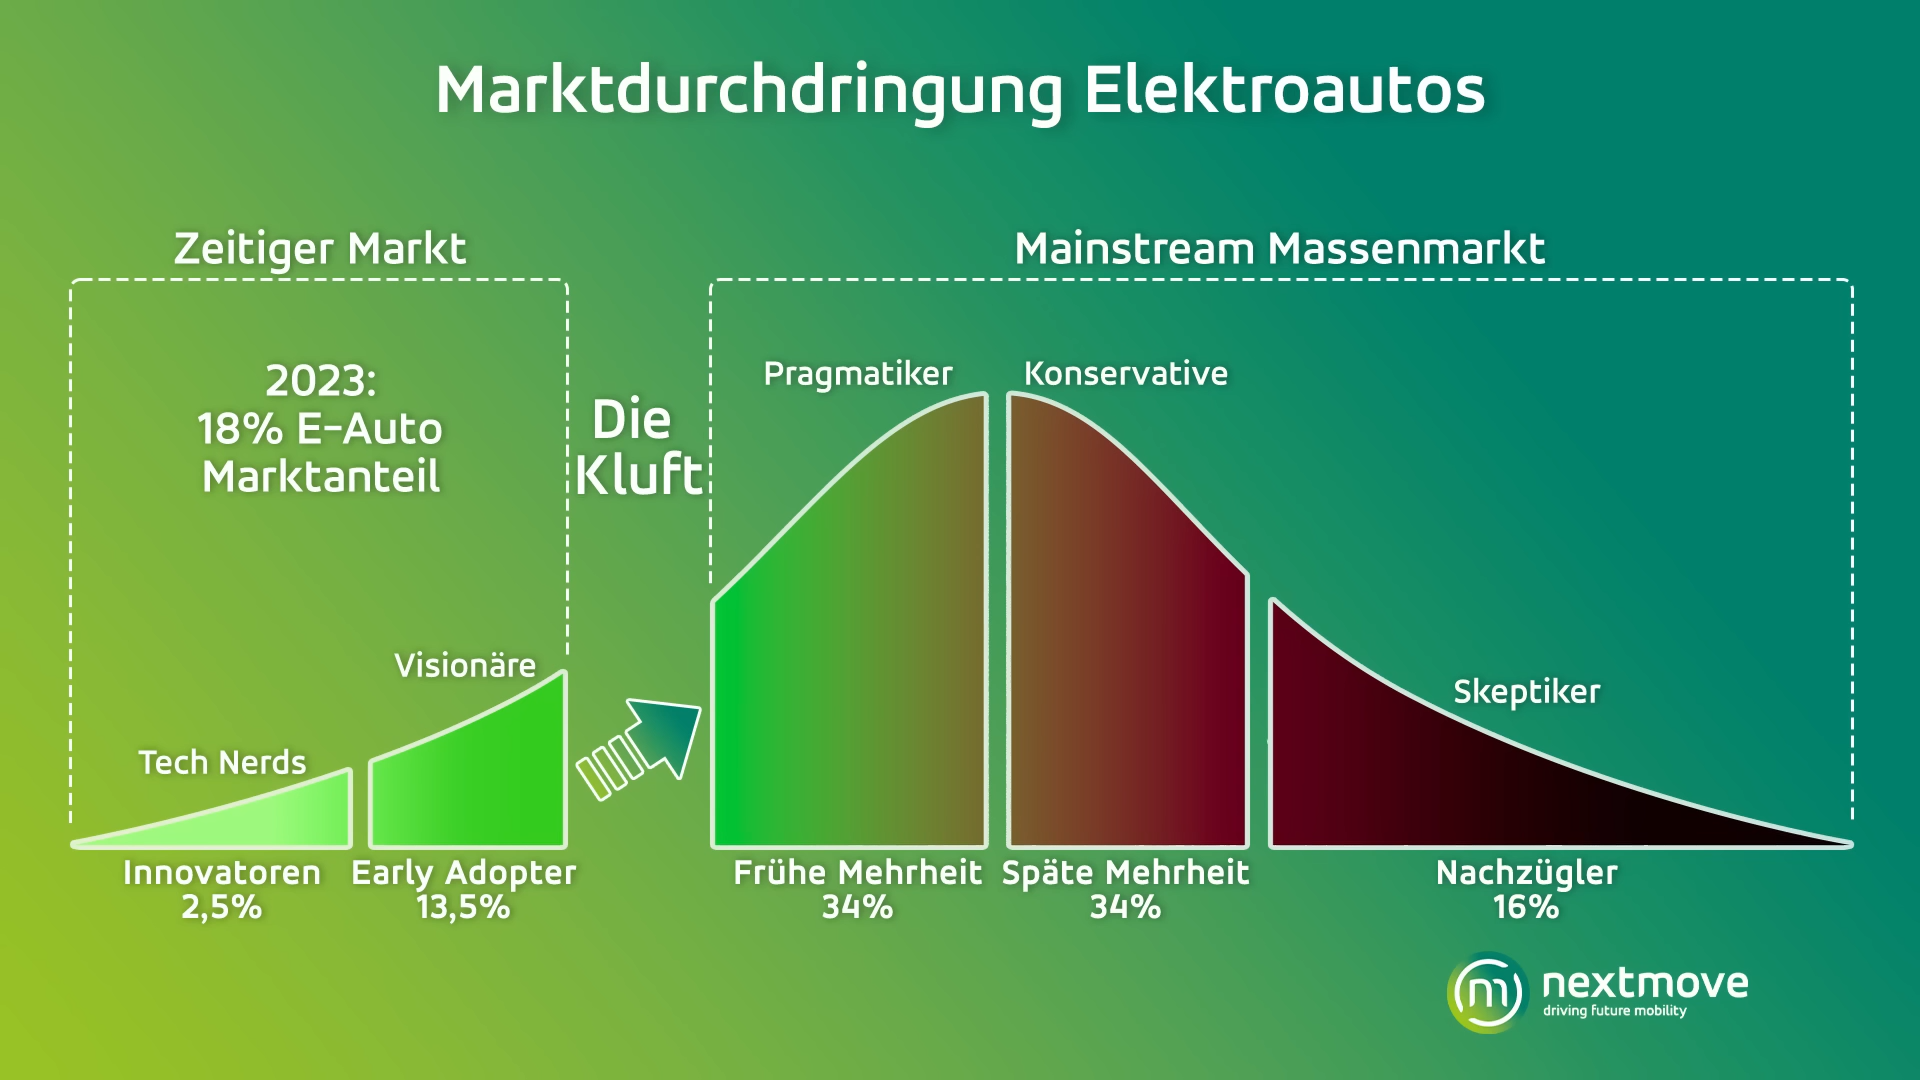 Marktdurchdringung Elektroautos
Zeitiger Markt
Mainstream Massenmarkt
2023:
18% E-Auto
Marktanteil
Die
Kluft
Pragmatiker
Konservative
Visionäre
Tech Nerds
Skeptiker
Innovatoren
2,5%
Early Adopter
13,5%
Frühe Mehrheit
34%
Späte Mehrheit
34%
Nachzügler
16%
nextmove
driving future mobility